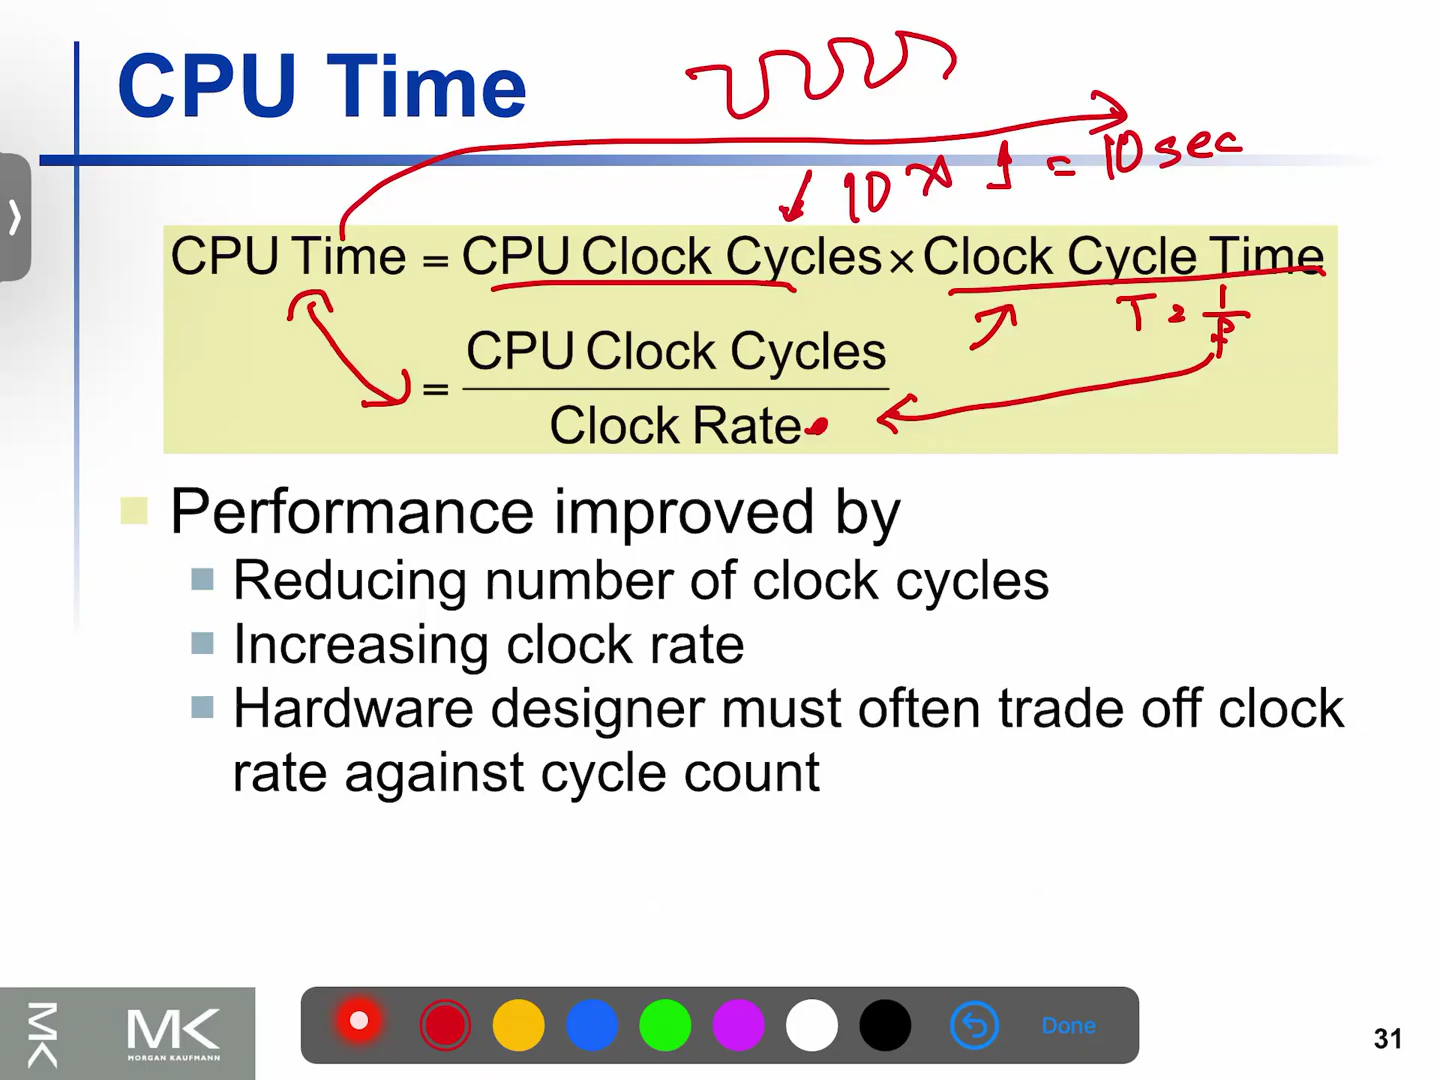 CPU Time
10 × 1 = 10 sec
CPU Time = CPU Clock Cycles × Clock Cycle Time
T = 1/F
= CPU Clock Cycles
Clock Rate
Performance improved by
Reducing number of clock cycles
Increasing clock rate
Hardware designer must often trade off clock
rate against cycle count
MK
MK
MORGAN KAUFMANN
Done
31